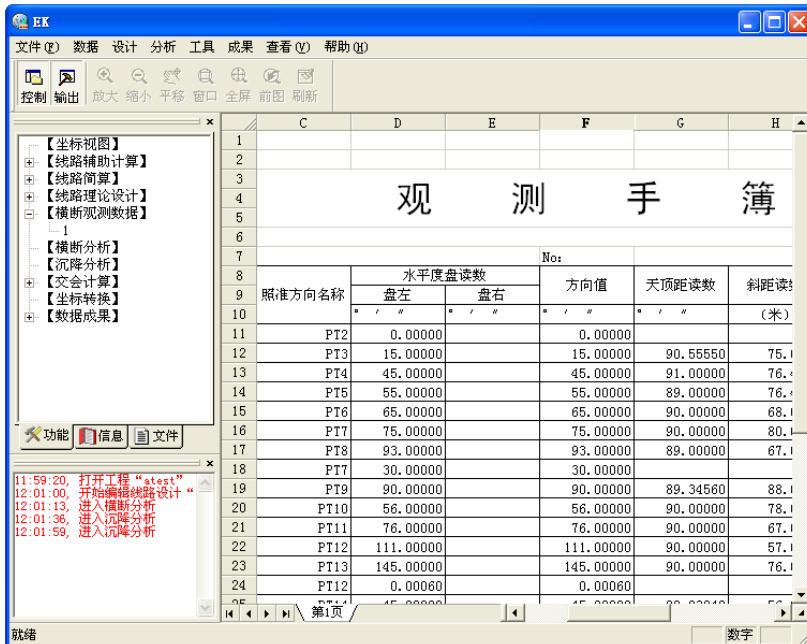 EK
文件(F) 数据 设计 分析 工具 成果 查看(V) 帮助(H)
控制 输出 放大 缩小 平移 窗口 全屏 前图 刷新
【坐标视图】
【线路辅助计算】
【线路简算】
【线路理论设计】
【横断观测数据】
1
【横断分析】
【沉降分析】
【交会计算】
【坐标转换】
【数据成果】
功能 信息 文件
11:59:20, 打开工程“atest”
12:01:00, 开始编辑线路设计“
12:01:13, 进入横断分析
12:01:36, 进入沉降分析
12:01:59, 进入沉降分析
C D E F G H
1
2
3
4 观 测 手 簿
5
6
7 No:
8 水平度盘读数
9 照准方向名称 盘左 盘右 方向值 天顶距读数 斜距读
10 ° ′ ″ ° ′ ″ ° ′ ″ ° ′ ″ (米)
11 PT2 0.00000 0.00000
12 PT3 15.00000 15.00000 90.55550 75.
13 PT4 45.00000 45.00000 91.00000 76.
14 PT5 55.00000 55.00000 89.00000 76.
15 PT6 65.00000 65.00000 90.00000 68.
16 PT7 75.00000 75.00000 90.00000 80.
17 PT8 93.00000 93.00000 89.00000 67.
18 PT7 30.00000 30.00000
19 PT9 90.00000 90.00000 89.34560 88.
20 PT10 56.00000 56.00000 90.00000 78.
21 PT11 76.00000 76.00000 90.00000 67.
22 PT12 111.00000 111.00000 90.00000 57.
23 PT13 145.00000 145.00000 90.00000 76.
24 PT12 0.00060 0.00060
第1页
就绪 数字